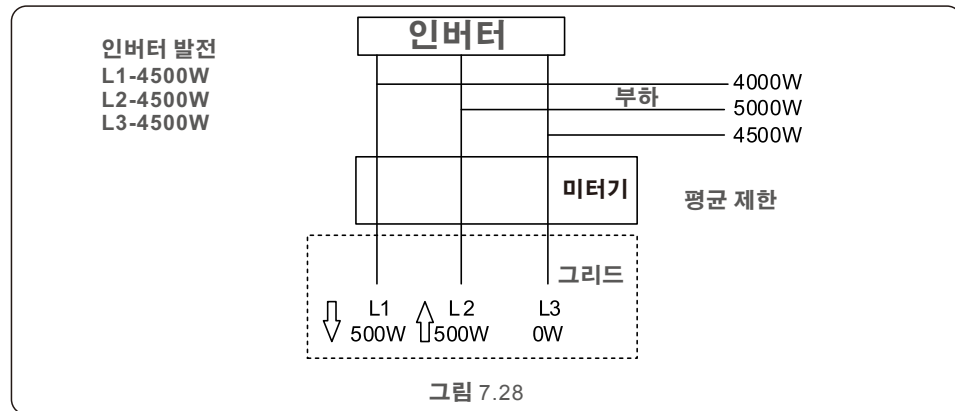 인버터
인버터 발전
L1-4500W
L2-4500W
L3-4500W
4000W
부하
5000W
4500W
미터기
평균 제한
그리드
L1 L2 L3
500W 500W 0W
그림 7.28